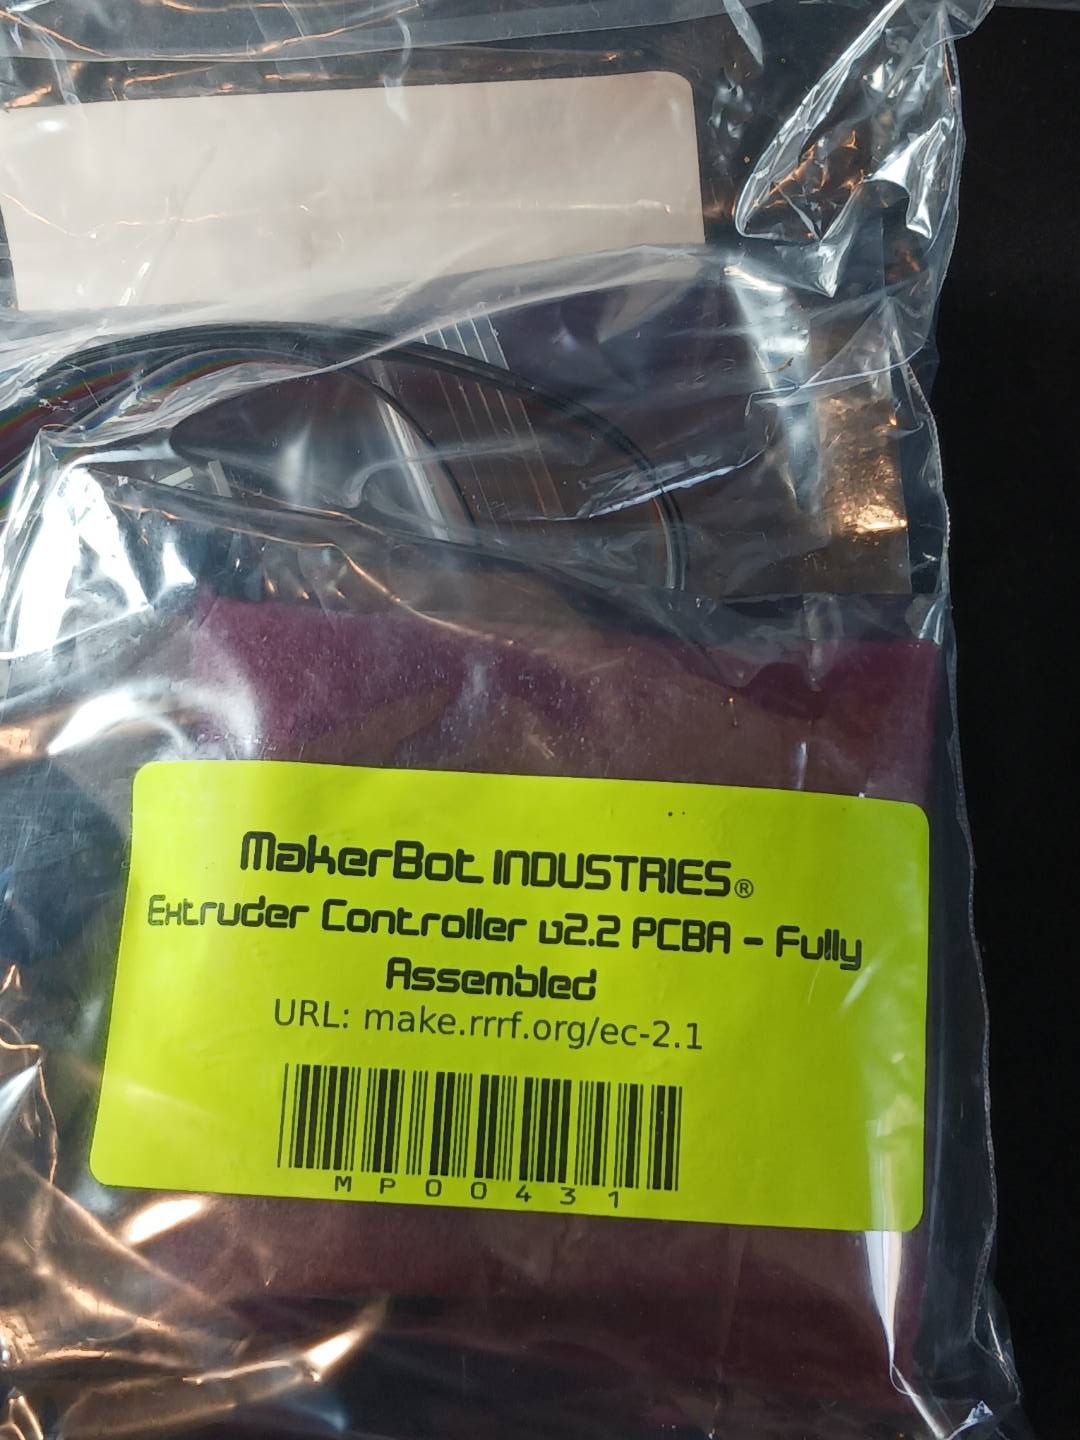 MakerBot INDUSTRIES®
Extruder Controller v2.2 PCBA - Fully
Assembled
URL: make.rrrf.org/ec-2.1
MP00431